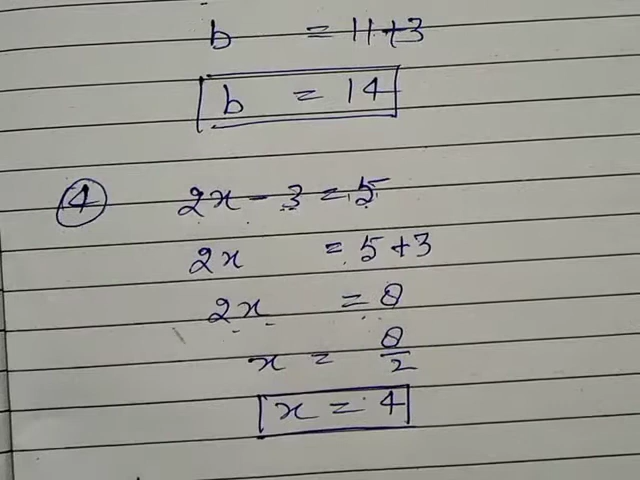 b = 11+3
b = 14
④ 2x - 3 = 5
2x = 5+3
2x = 8
x = 8/2
x = 4